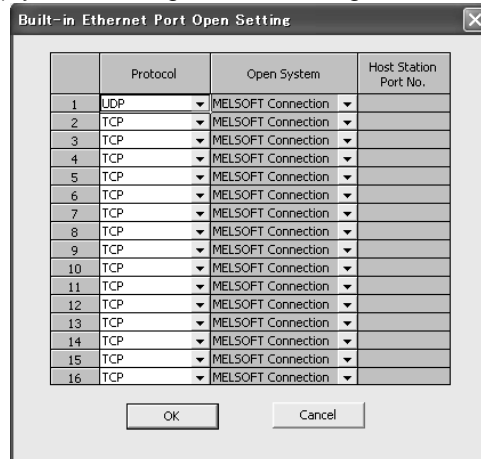 Built-in Ethernet Port Open Setting
Protocol Open System Host Station Port No.
1 UDP MELSOFT Connection
2 TCP MELSOFT Connection
3 TCP MELSOFT Connection
4 TCP MELSOFT Connection
5 TCP MELSOFT Connection
6 TCP MELSOFT Connection
7 TCP MELSOFT Connection
8 TCP MELSOFT Connection
9 TCP MELSOFT Connection
10 TCP MELSOFT Connection
11 TCP MELSOFT Connection
12 TCP MELSOFT Connection
13 TCP MELSOFT Connection
14 TCP MELSOFT Connection
15 TCP MELSOFT Connection
16 TCP MELSOFT Connection
OK Cancel